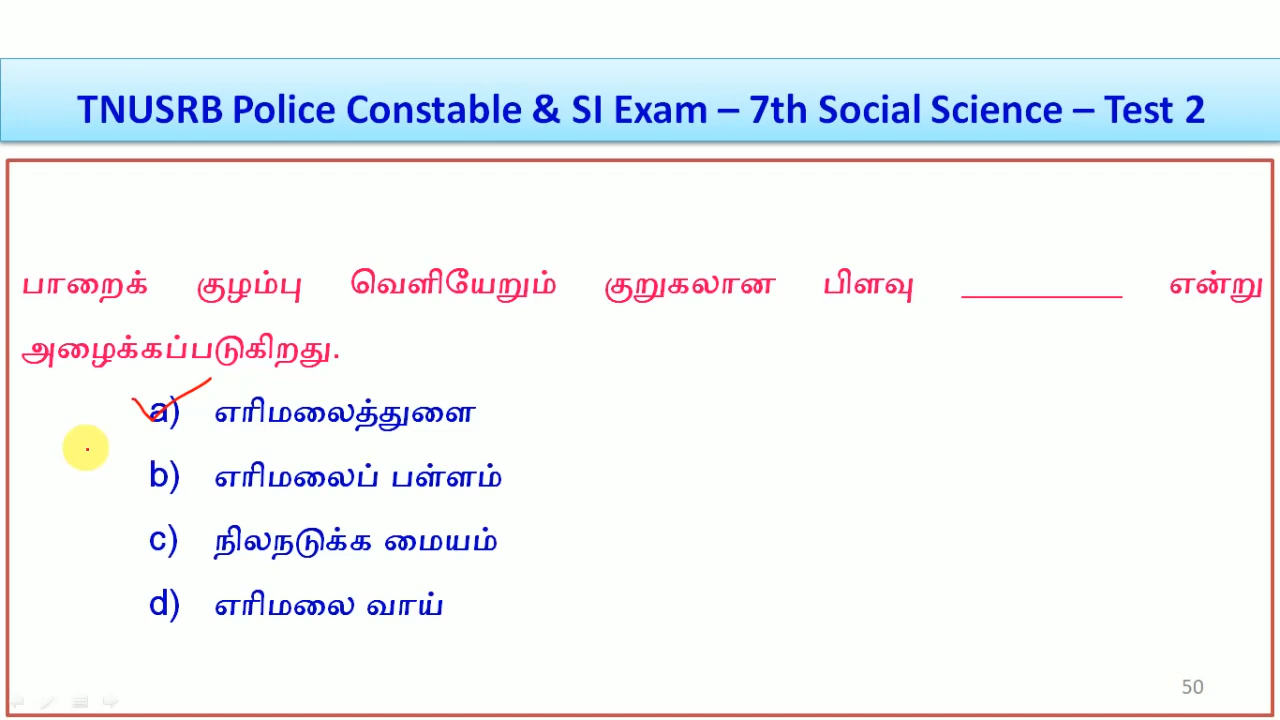 TNUSRB Police Constable & SI Exam – 7th Social Science – Test 2
பாறைக் குழம்பு வெளியேறும் குறுகலான பிளவு ____________ என்று
அழைக்கப்படுகிறது.
a) எரிமலைத்துளை
b) எரிமலைப் பள்ளம்
c) நிலநடுக்க மையம்
d) எரிமலை வாய்
50